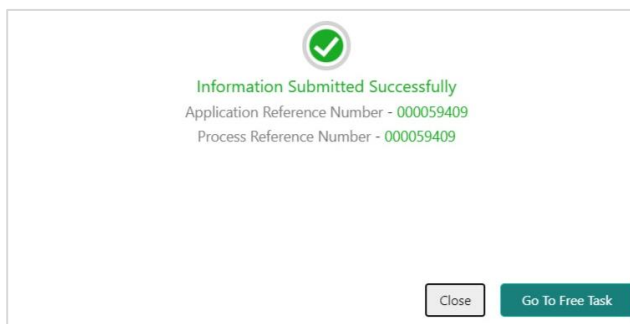 Information Submitted Successfully
Application Reference Number - 000059409
Process Reference Number - 000059409
Close
Go To Free Task